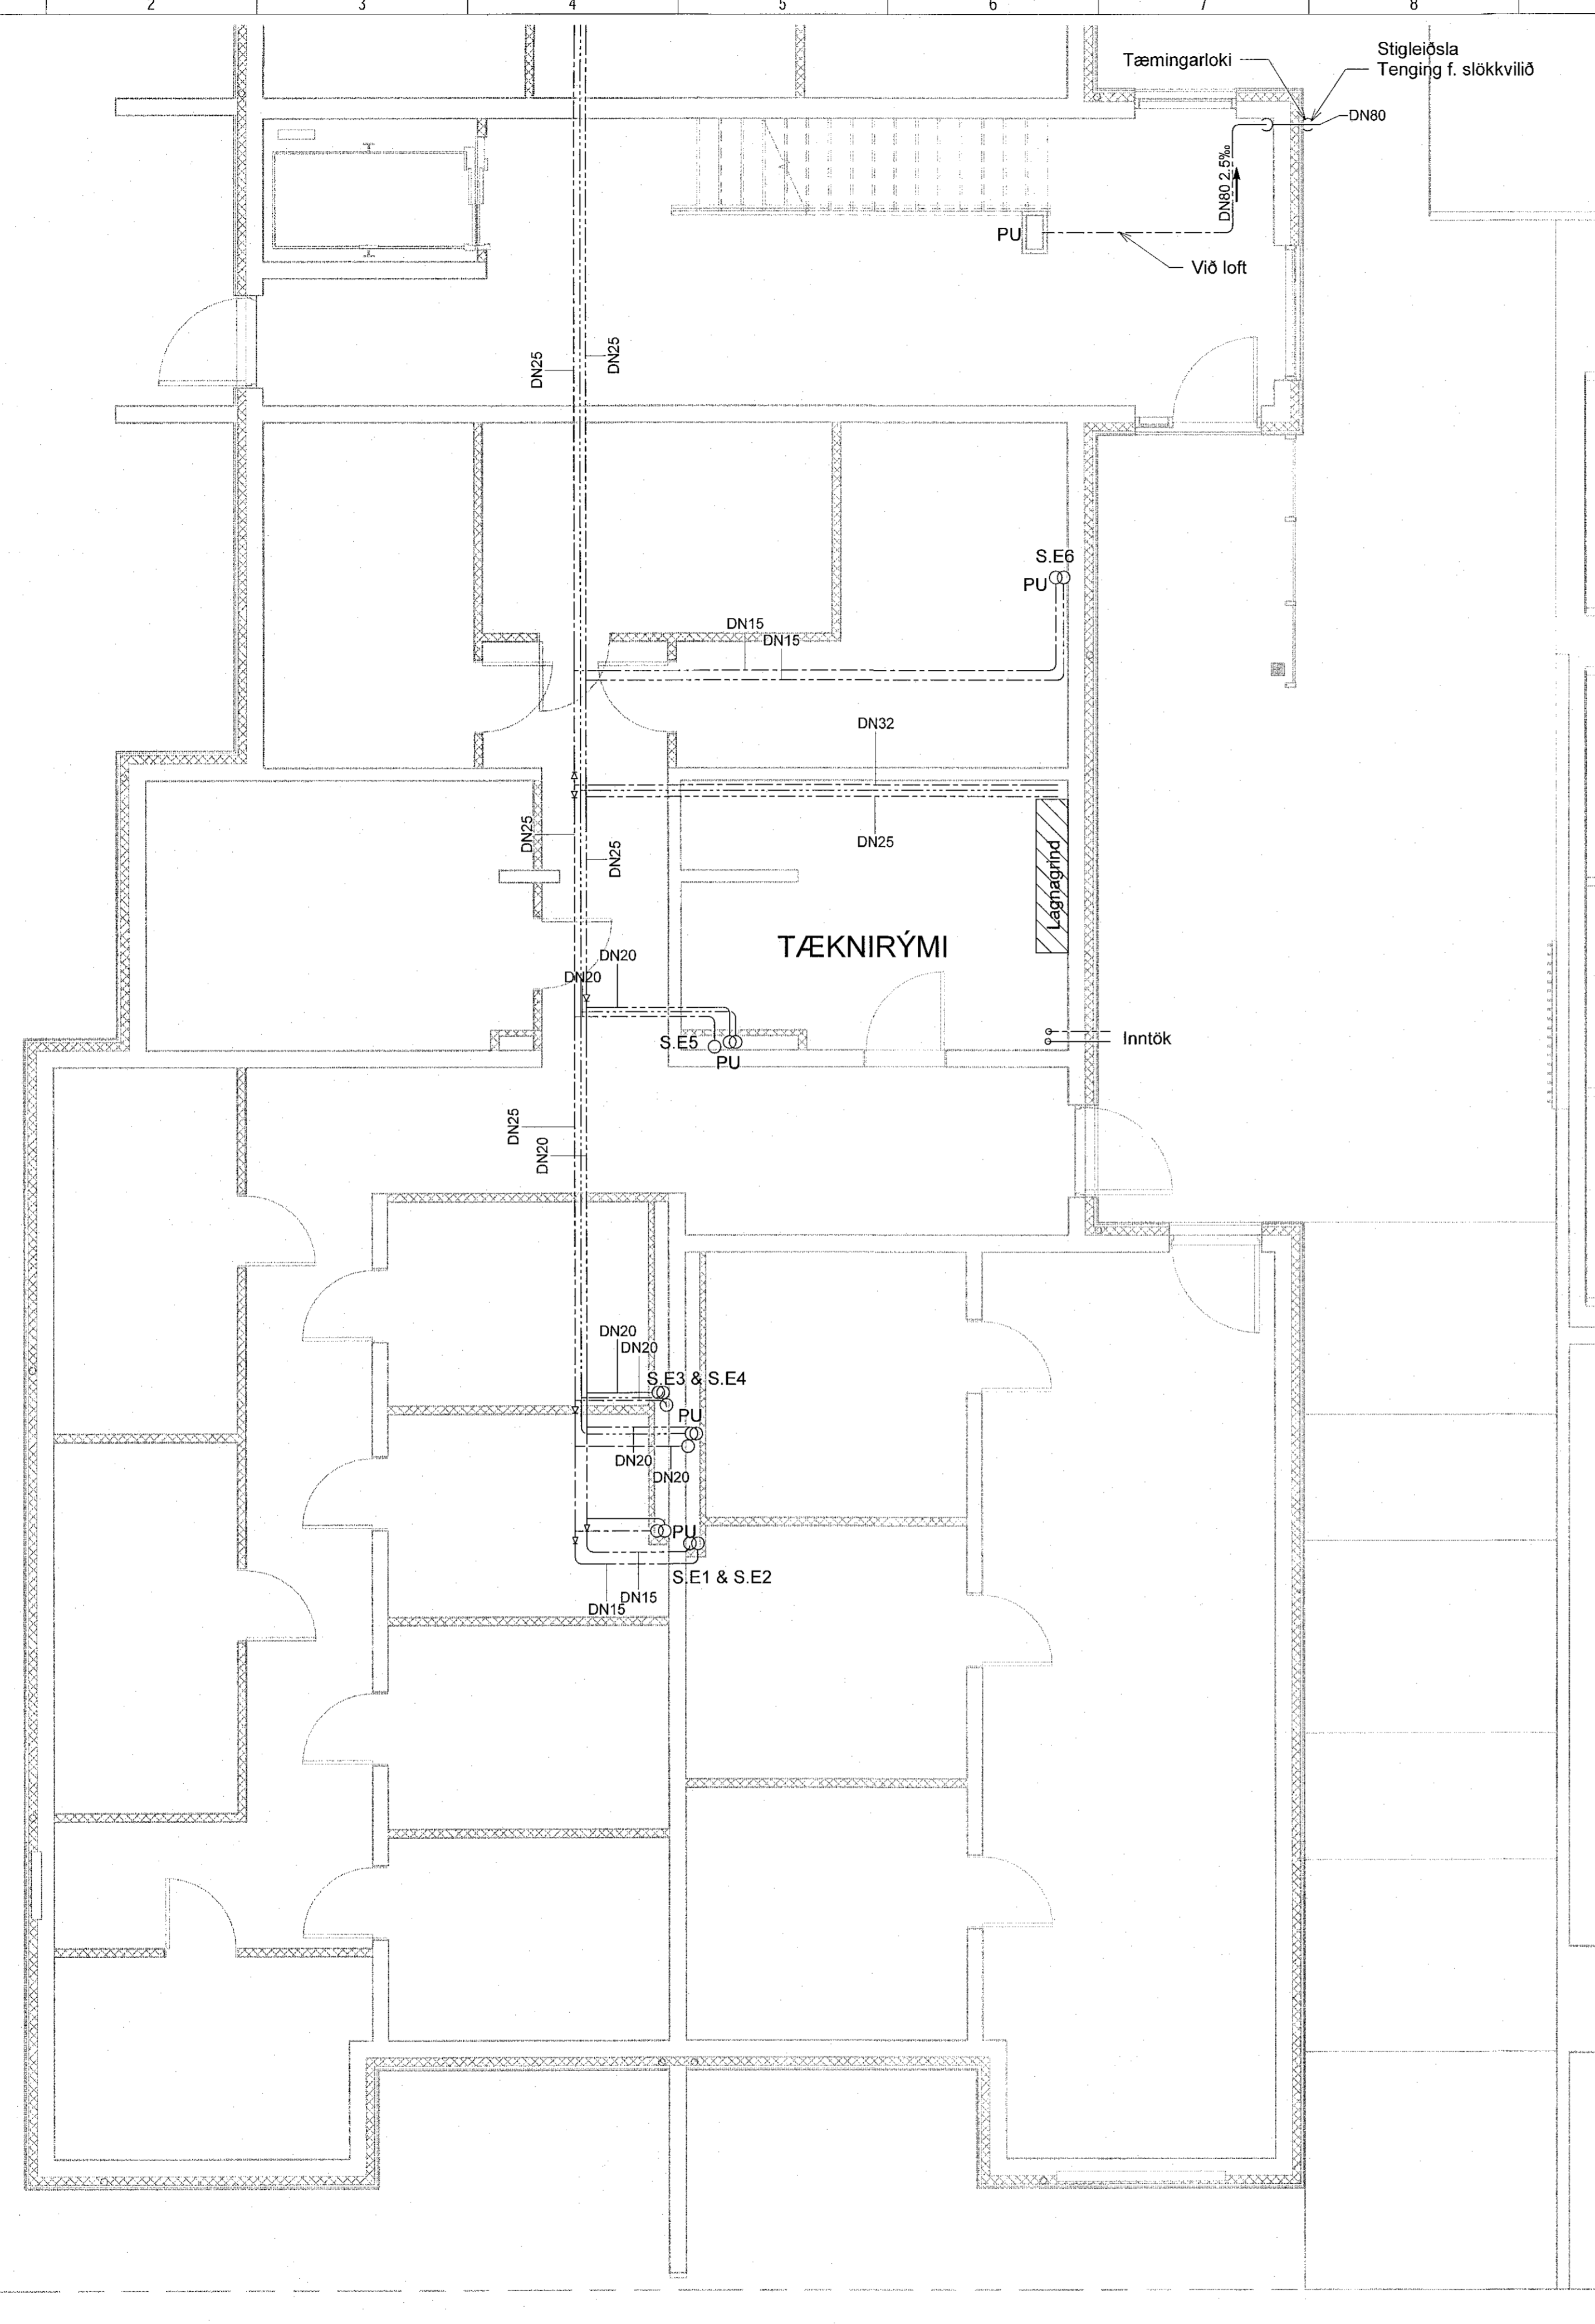 2 3 4 5 6 7 8
Tæmingarloki
Stigleiðsla
Tenging f. slökkvilið
DN80
DN80 2.5‰
PU
Við loft
DN25
DN25
S.E6
PU
DN15
DN15
DN32
DN25
DN25
DN25
Lagnagrind
TÆKNIRÝMI
DN20
DN20
S.E5
PU
Inntök
DN25
DN20
DN20
DN20
S.E3 & S.E4
PU
DN20
DN20
PU
S.E1 & S.E2
DN15
DN15